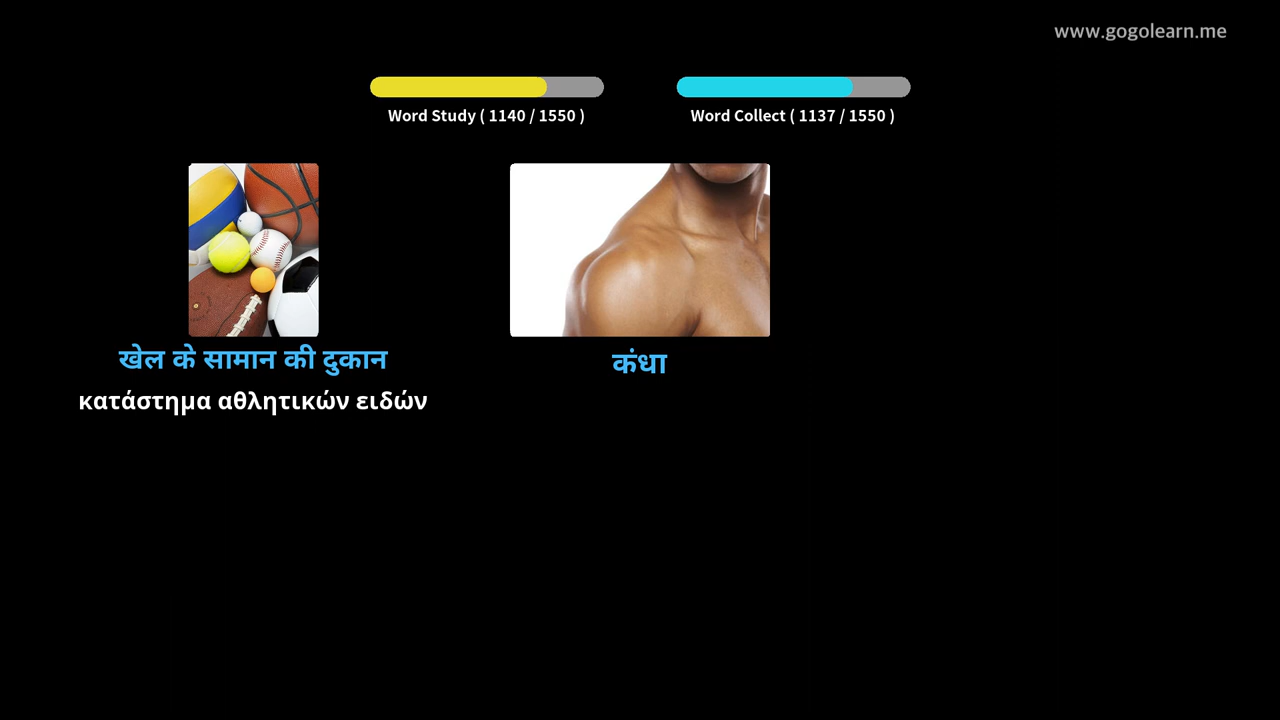 www.gogolearn.me
Word Study ( 1140 / 1550 )
Word Collect ( 1137 / 1550 )
खेल के सामान की दुकान
κατάστημα αθλητικών ειδών
कंधा